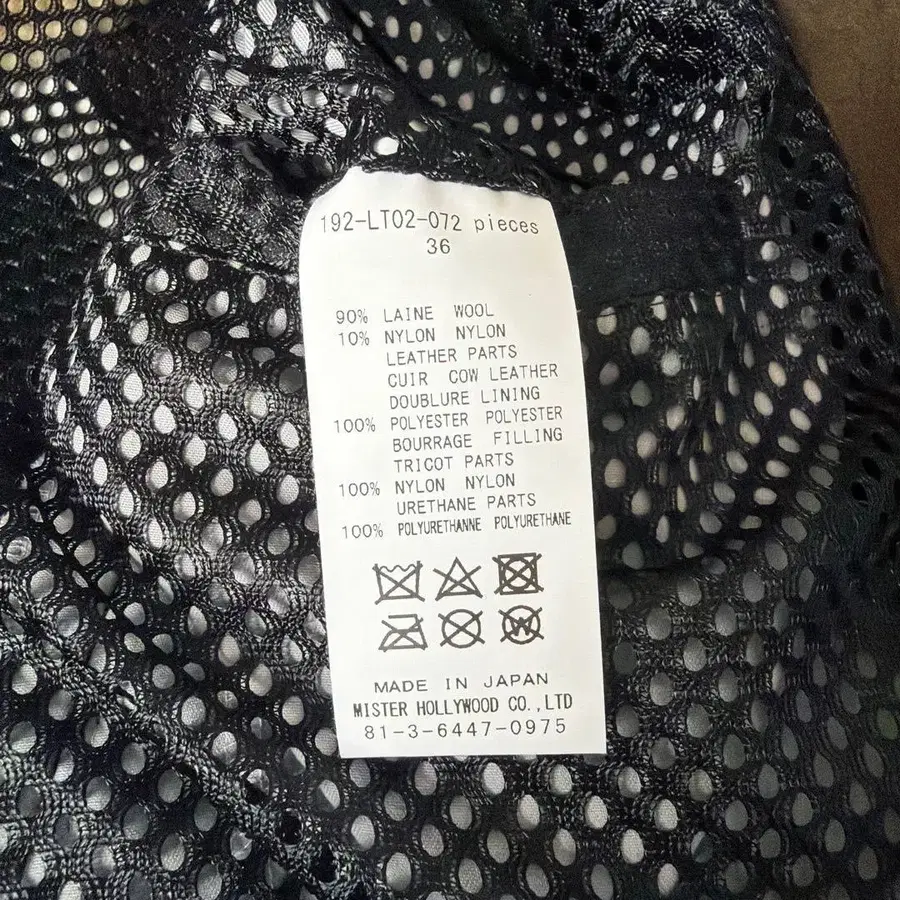 192-LT02-072 pieces
36
90% LAINE WOOL
10% NYLON NYLON
LEATHER PARTS
CUIR COW LEATHER
DOUBLURE LINING
100% POLYESTER POLYESTER
BOURRAGE FILLING
TRICOT PARTS
100% NYLON NYLON
URETHANE PARTS
100% POLYURETHANNE POLYURETHANE
W
MADE IN JAPAN
MISTER HOLLYWOOD CO.,LTD
81-3-6447-0975